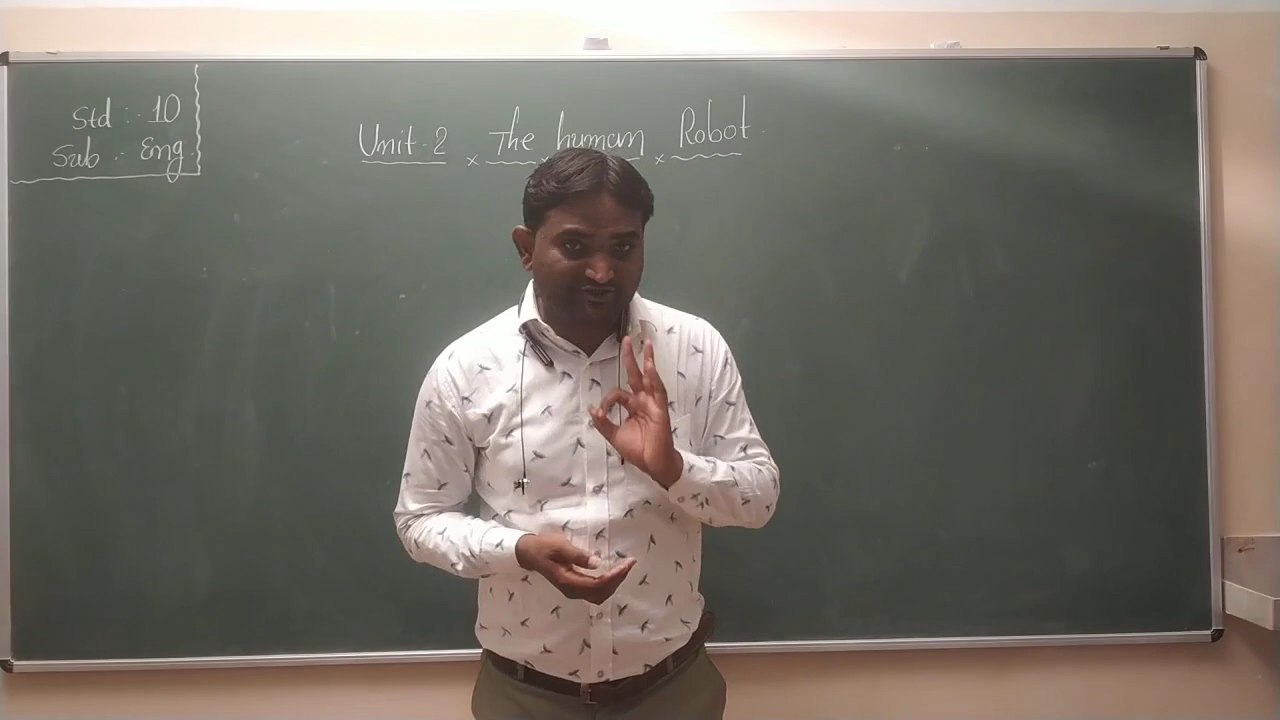 Std :- 10
Sub :- Eng.
Unit-2 The human Robot